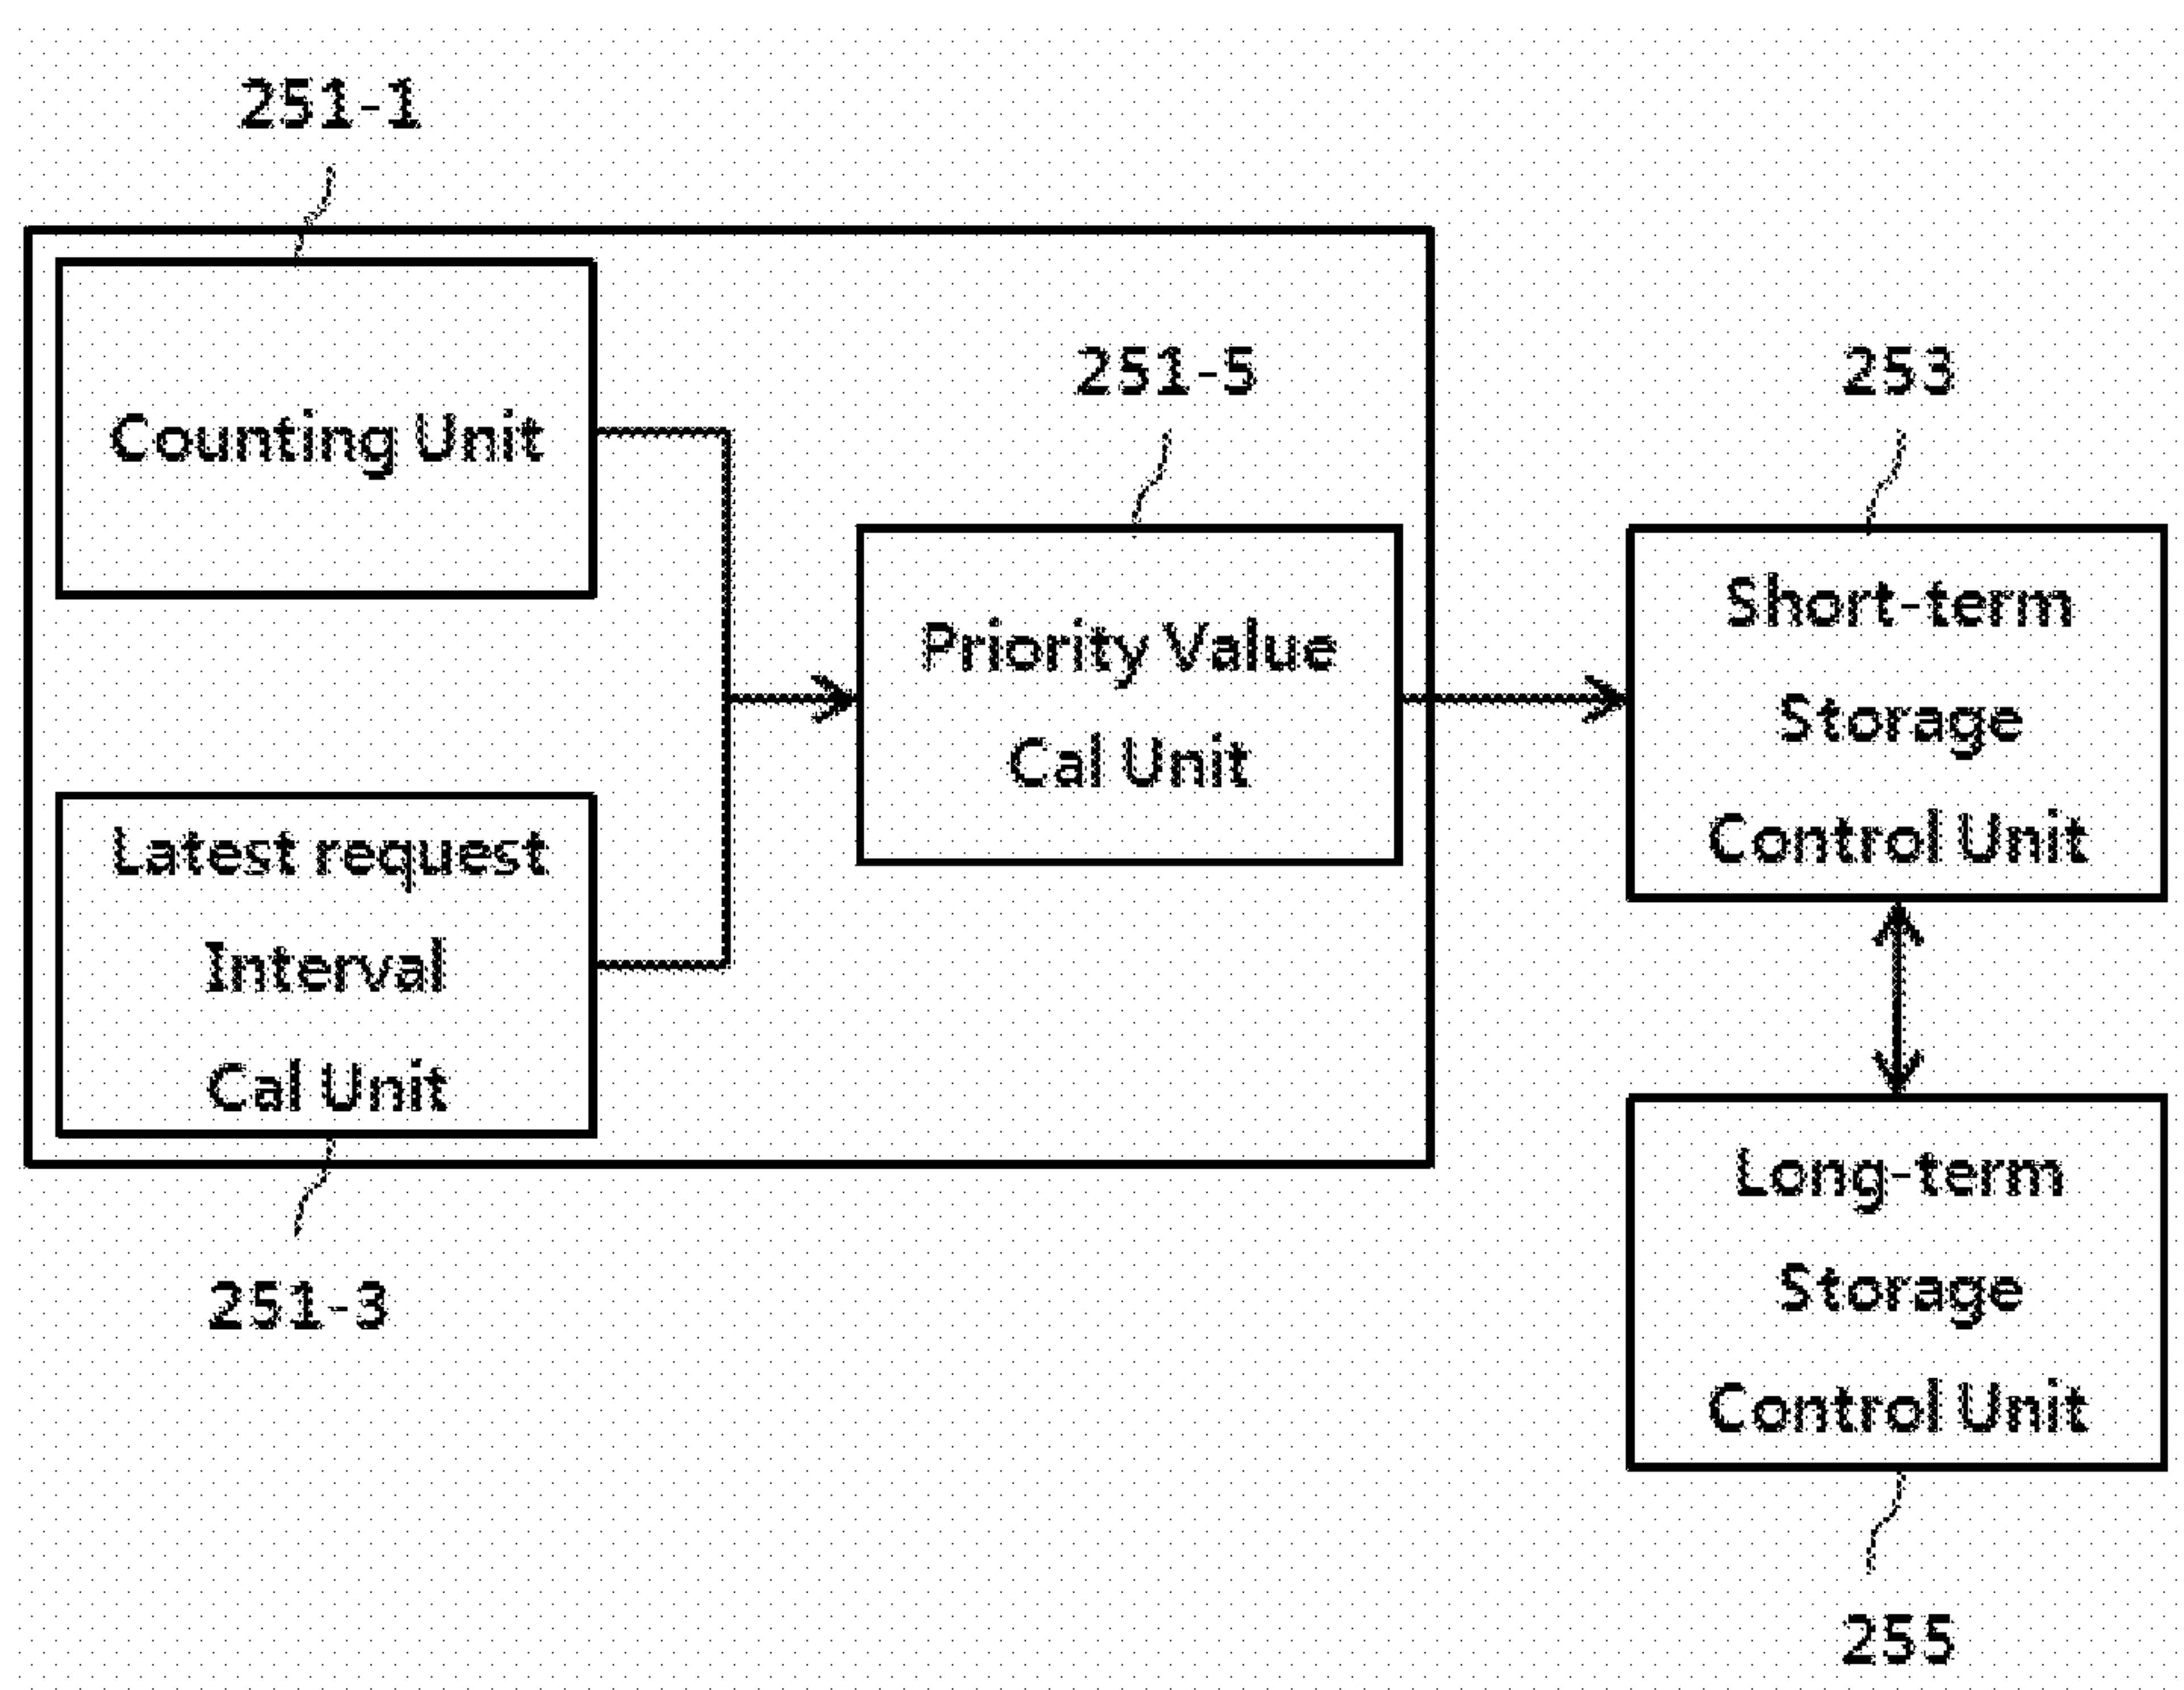 251-1
Counting Unit
251-5
Priority Value
Cal Unit
253
Short-term
Storage
Control Unit
Latest request
Interval
Cal Unit
251-3
Long-term
Storage
Control Unit
255